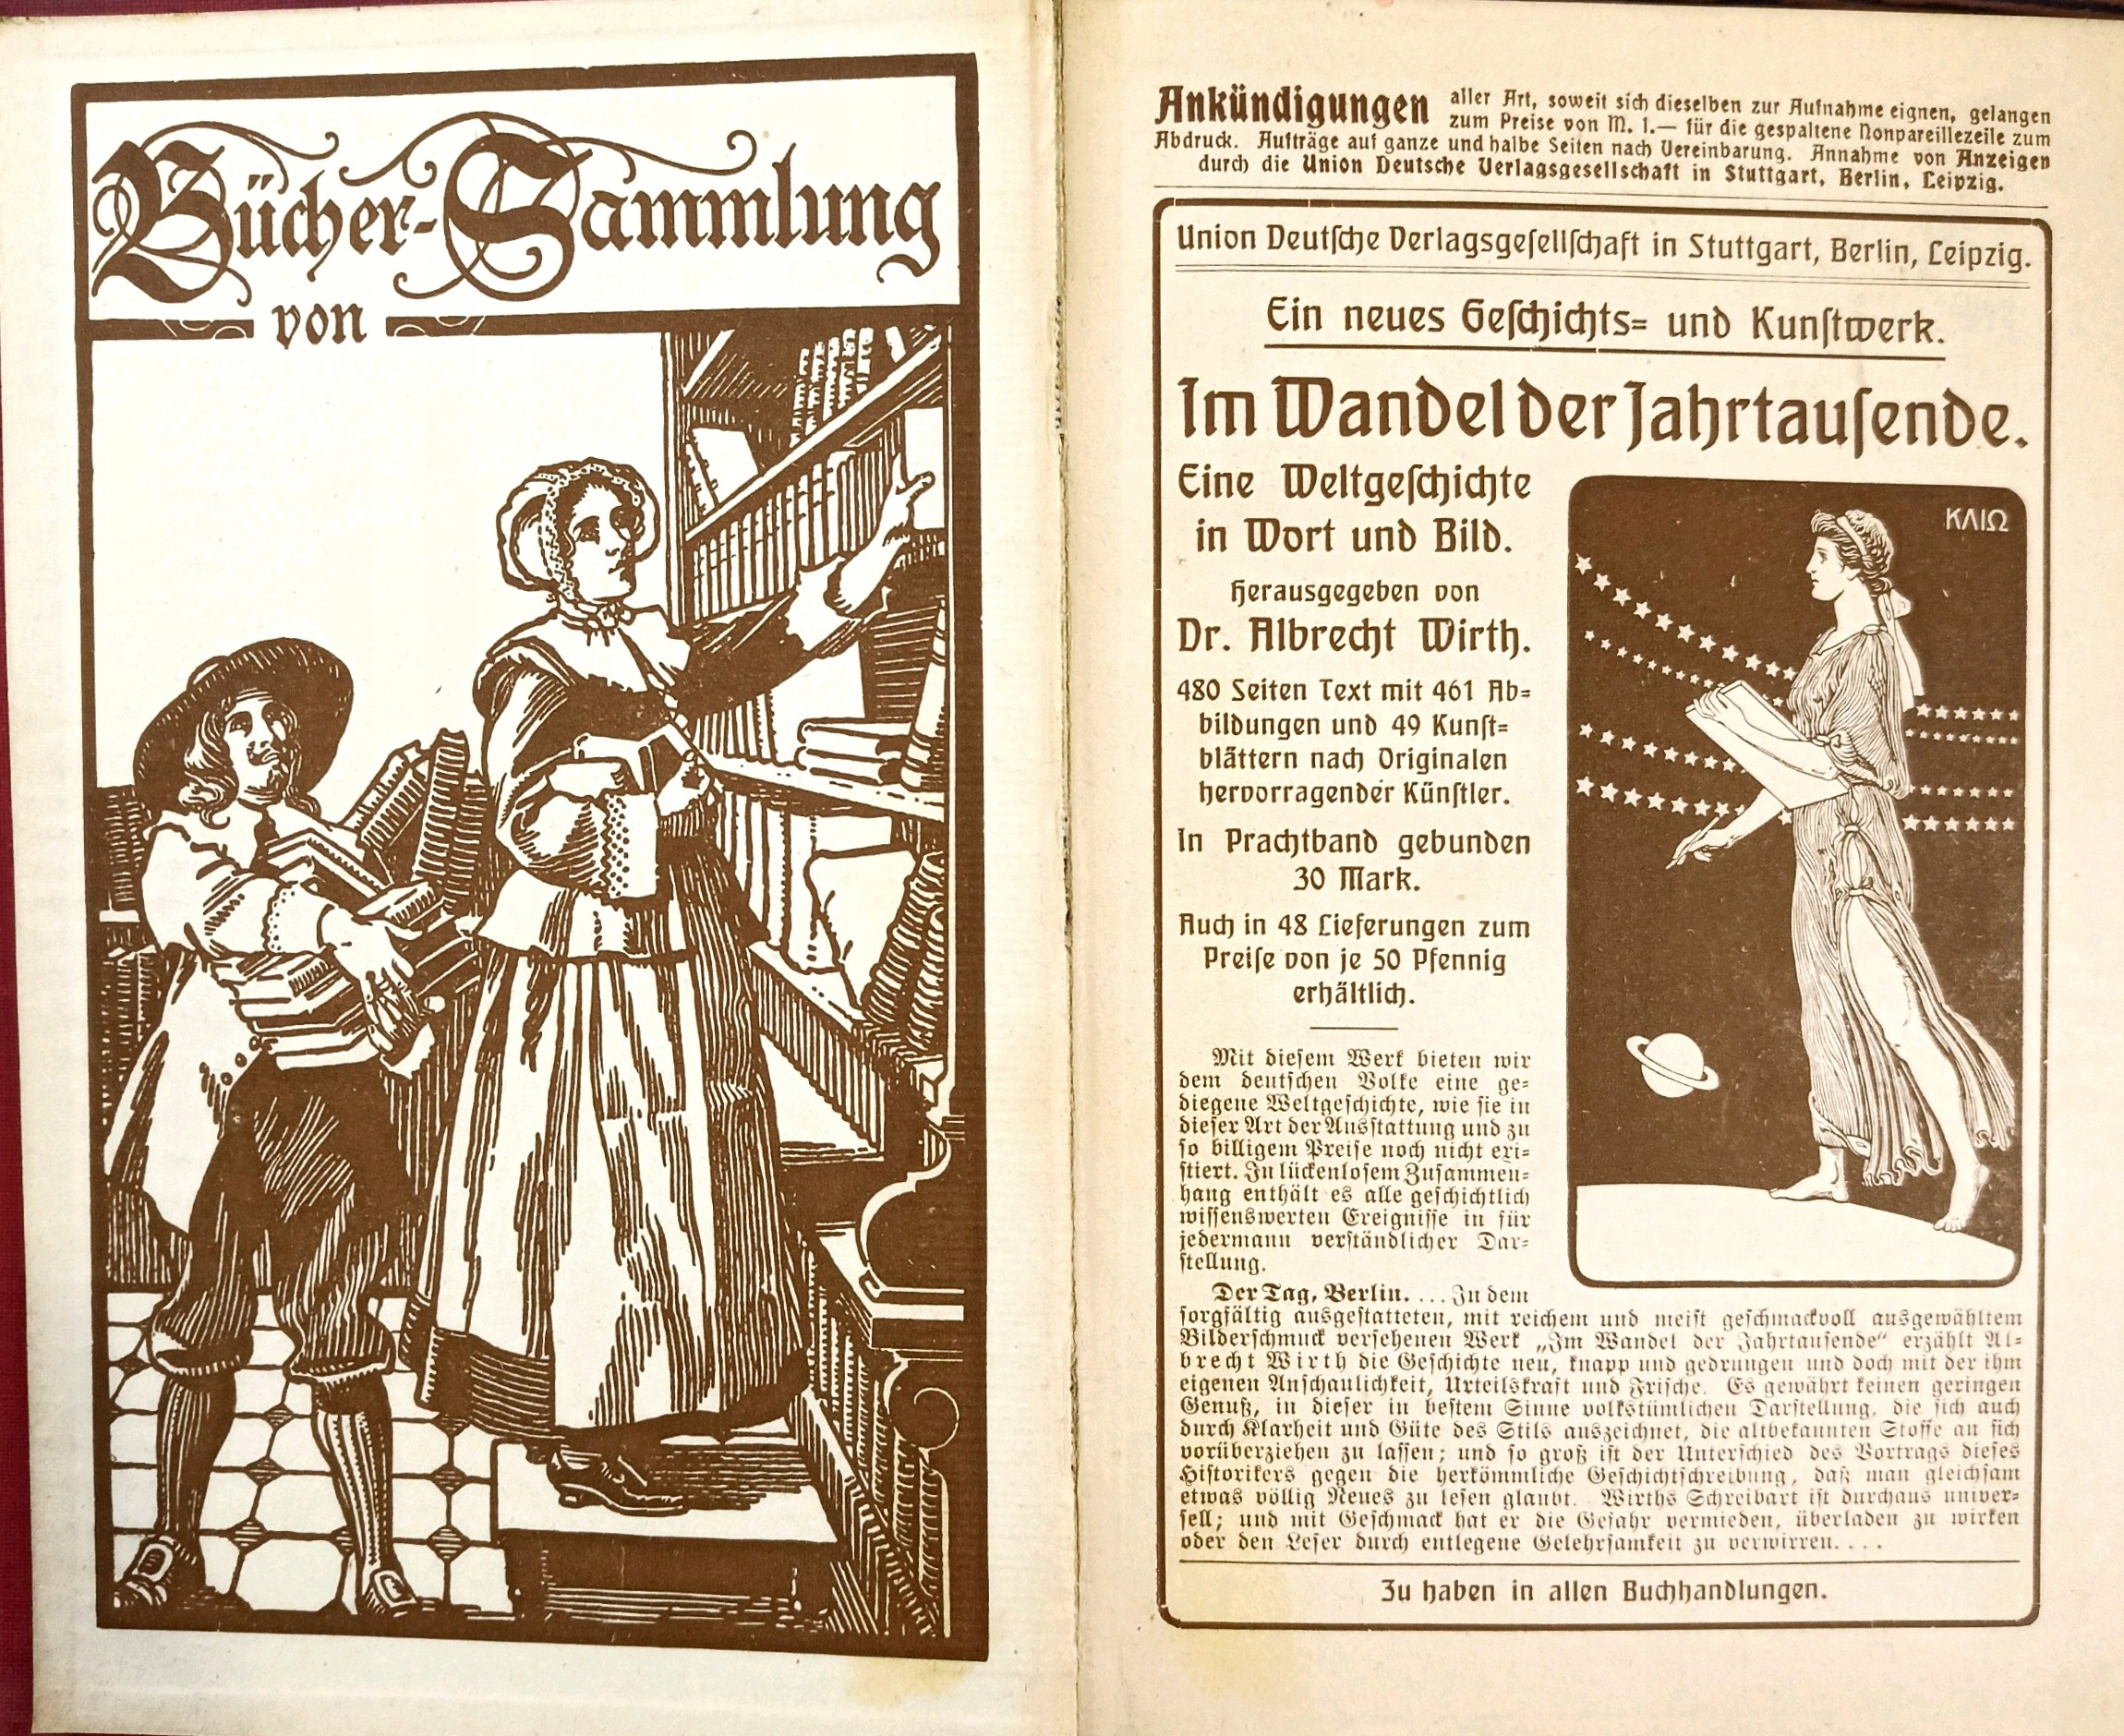 Bücher-Sammlung
von
Ankündigungen aller Art, soweit sich dieselben zur Aufnahme eignen, gelangen
zum Preise von M. 1.— für die gespaltene Nonpareillezeile zum
Abdruck. Aufträge auf ganze und halbe Seiten nach Vereinbarung. Annahme von Anzeigen
durch die Union Deutsche Verlagsgesellschaft in Stuttgart, Berlin, Leipzig.
Union Deutſche Verlagsgeſellſchaft in Stuttgart, Berlin, Leipzig.
Ein neues Geſchichts= und Kunſtwerk.
Im Wandel der Jahrtauſende.
Eine Weltgeſchichte
in Wort und Bild.
Herausgegeben von
Dr. Albrecht Wirth.
480 Seiten Text mit 461 Ab=
bildungen und 49 Kunſt=
blättern nach Originalen
hervorragender Künſtler.
In Prachtband gebunden
30 Mark.
Auch in 48 Lieferungen zum
Preiſe von je 50 Pfennig
erhältlich.
ΚΛΙΩ
Mit dieſem Werk bieten wir
dem deutſchen Volke eine ge=
diegene Weltgeſchichte, wie ſie in
dieſer Art der Ausſtattung und zu
ſo billigem Preiſe noch nicht exi=
ſtiert. In lückenloſem Zuſammen=
hang enthält es alle geſchichtlich
wiſſenswerten Ereigniſſe in für
jedermann verſtändlicher Dar=
ſtellung.
Der Tag, Berlin. ... In dem
ſorgfältig ausgeſtatteten, mit reichem und meiſt geſchmackvoll ausgewähltem
Bilderſchmuck verſehenen Werk „Im Wandel der Jahrtauſende“ erzählt Al=
brecht Wirth die Geſchichte neu, knapp und gedrungen und doch mit der ihm
eigenen Anſchaulichkeit, Urteilskraft und Friſche. Es gewährt keinen geringen
Genuß, in dieſer in beſtem Sinne volkstümlichen Darſtellung, die ſich auch
durch Klarheit und Güte des Stils auszeichnet, die altbekannten Stoffe an ſich
vorüberziehen zu laſſen; und ſo groß iſt der Unterſchied des Vortrags dieſes
Hiſtorikers gegen die herkömmliche Geſchichtſchreibung, daß man gleichſam
etwas völlig Neues zu leſen glaubt. Wirths Schreibart iſt durchaus univer=
ſell; und mit Geſchmack hat er die Gefahr vermieden, überladen zu wirken
oder den Leſer durch entlegene Gelehrſamkeit zu verwirren. ...
Zu haben in allen Buchhandlungen.